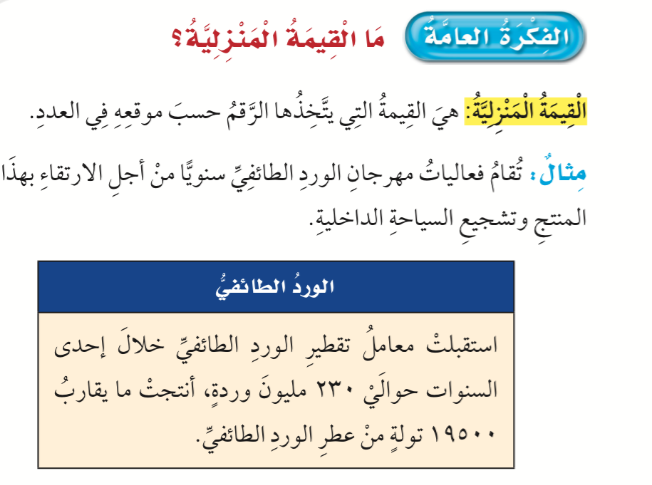 الفِكْرَةُ العامَّةُ مَا الْقِيمَةُ الْمَنْزِلِيَّةُ؟
الْقِيمَةُ الْمَنْزِلِيَّةُ: هيَ القِيمةُ التِي يتَّخِذُها الرَّقمُ حسبَ موقعِهِ فِي العددِ.
مِثالٌ: تُقامُ فعالياتُ مهرجانِ الوردِ الطائفِيِّ سنويًّا منْ أجلِ الارتقاءِ بهذَا
المنتجِ وتشجيعِ السياحةِ الداخليةِ.
الوردُ الطائفيُّ
استقبلتْ معاملُ تقطيرِ الوردِ الطائفيِّ خلالَ إحدى
السنوات حوالَيْ ٢٣٠ مليونَ وردةٍ، أنتجتْ ما يقاربُ
١٩٥٠٠ تولةٍ منْ عطرِ الوردِ الطائفيِّ.